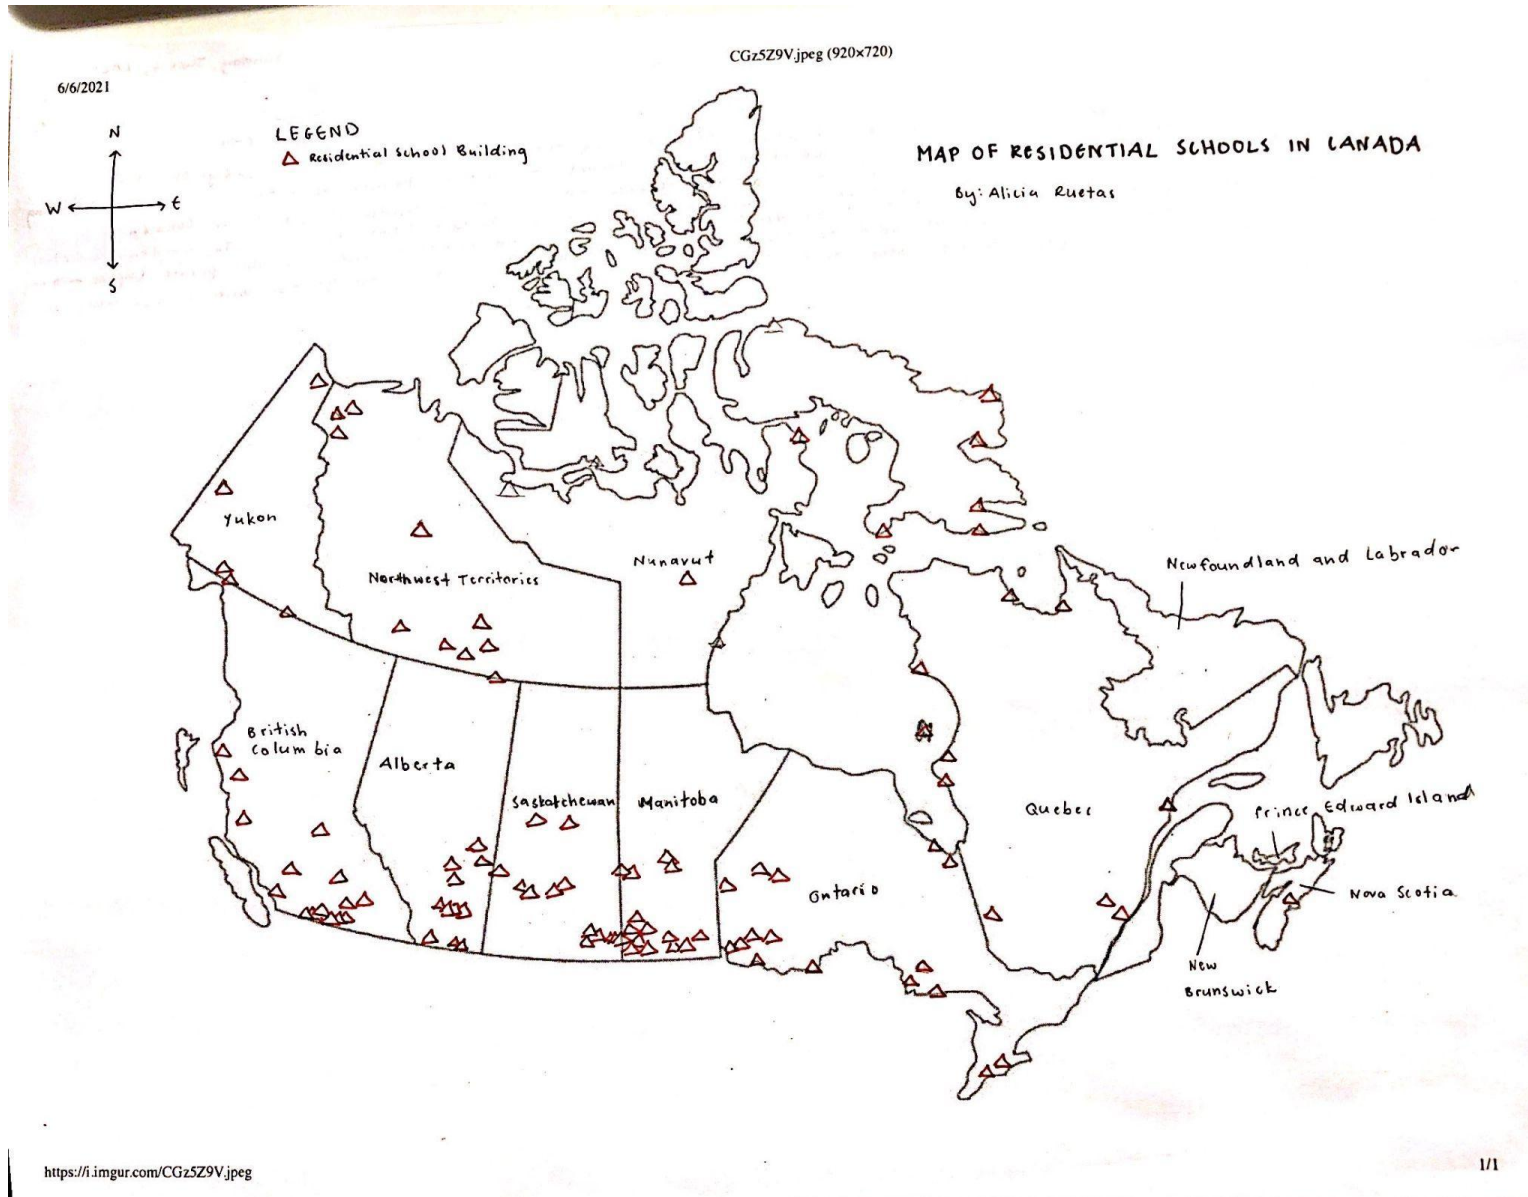 CGz5Z9V.jpeg (920×720)
6/6/2021
N
W E
S
LEGEND
Residential School Building
MAP OF RESIDENTIAL SCHOOLS IN CANADA
By: Alicia Ruetas
Yukon
Northwest Territories
Nunavut
Newfoundland and Labrador
British
Columbia
Alberta
Saskatchewan
Manitoba
Ontario
Quebec
Prince Edward Island
Nova Scotia
New
Brunswick
https://i.imgur.com/CGz5Z9V.jpeg
1/1